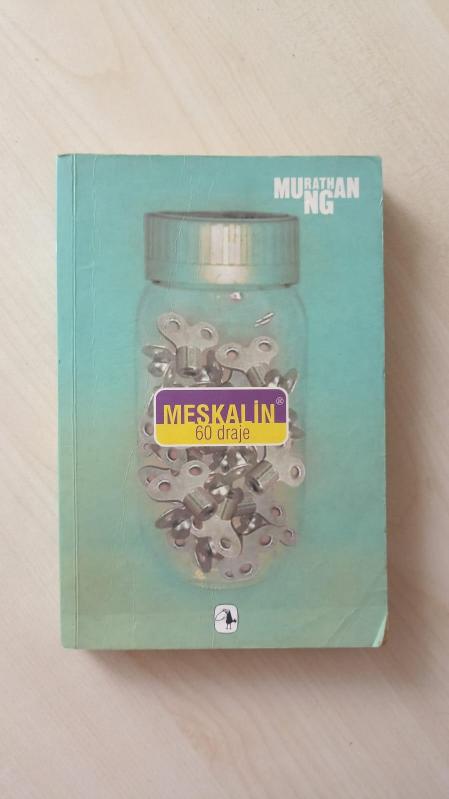 MURATHAN
NG
MESKALİN®
60 draje